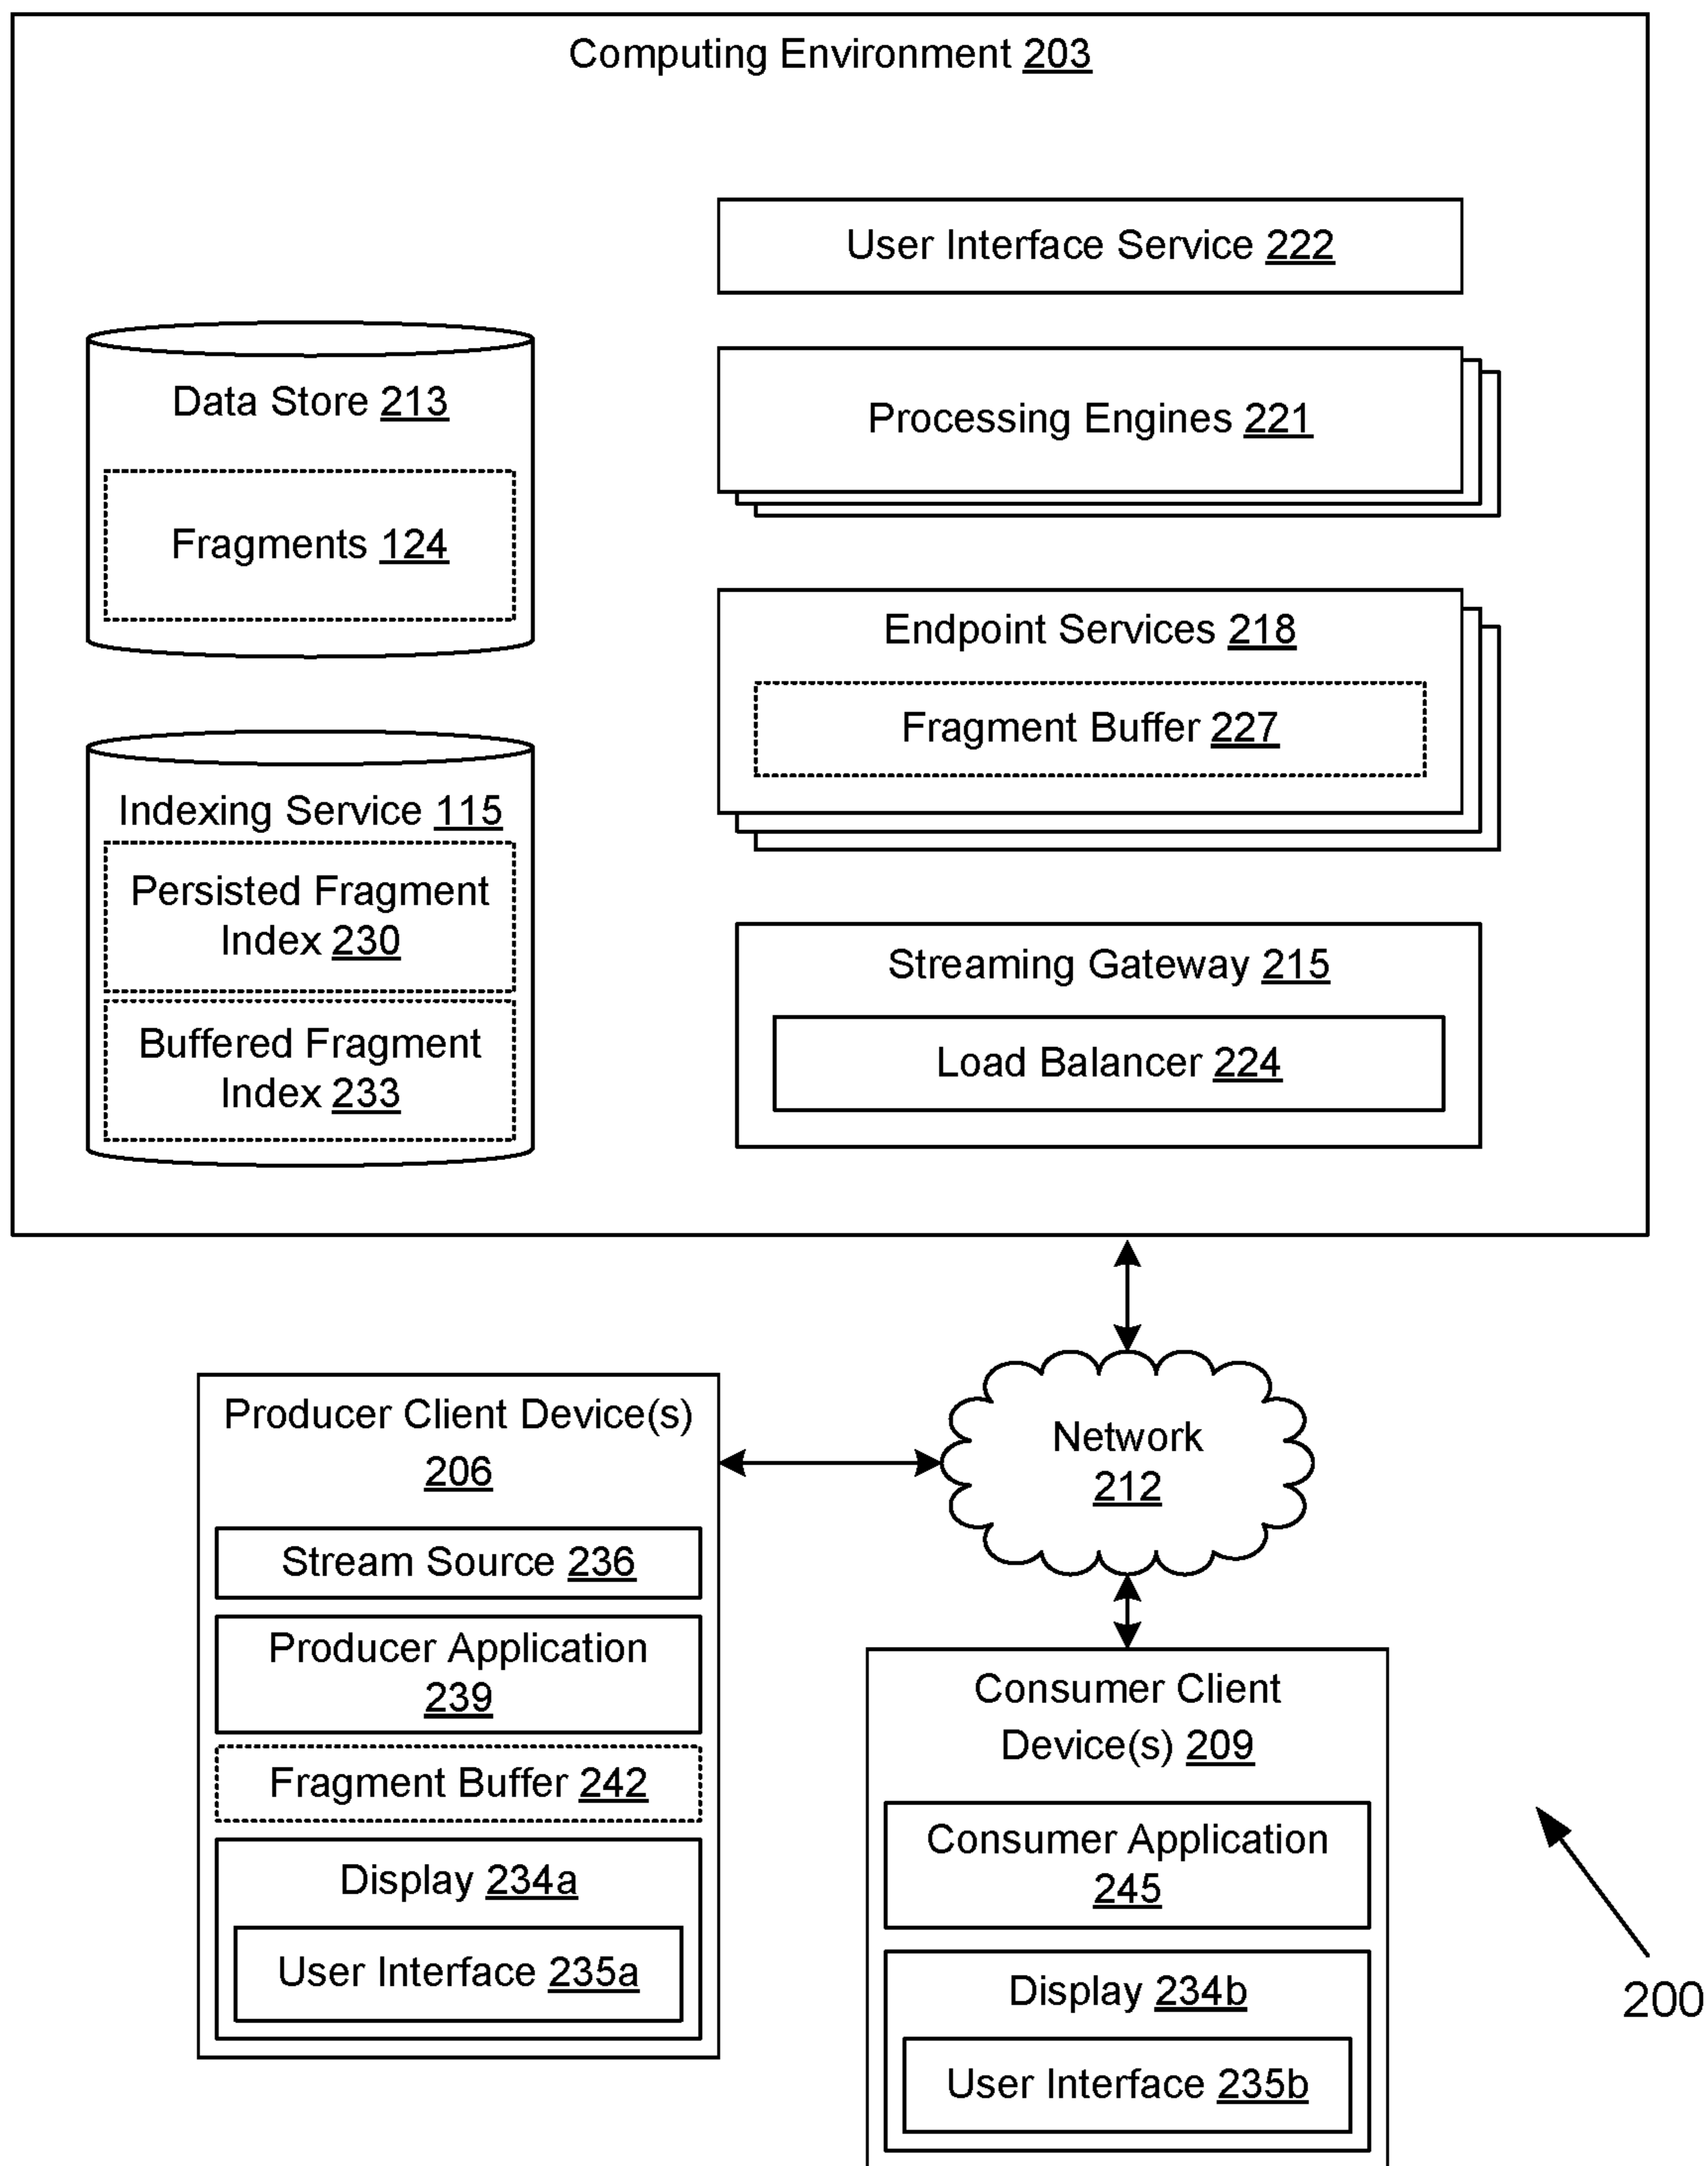 Computing Environment 203
User Interface Service 222
Data Store 213
Processing Engines 221
Fragments 124
Endpoint Services 218
Fragment Buffer 227
Indexing Service 115
Persisted Fragment
Index 230
Buffered Fragment
Index 233
Streaming Gateway 215
Load Balancer 224
Producer Client Device(s)
206
Stream Source 236
Producer Application
239
Fragment Buffer 242
Display 234a
User Interface 235a
Network
212
Consumer Client
Device(s) 209
Consumer Application
245
Display 234b
User Interface 235b
200